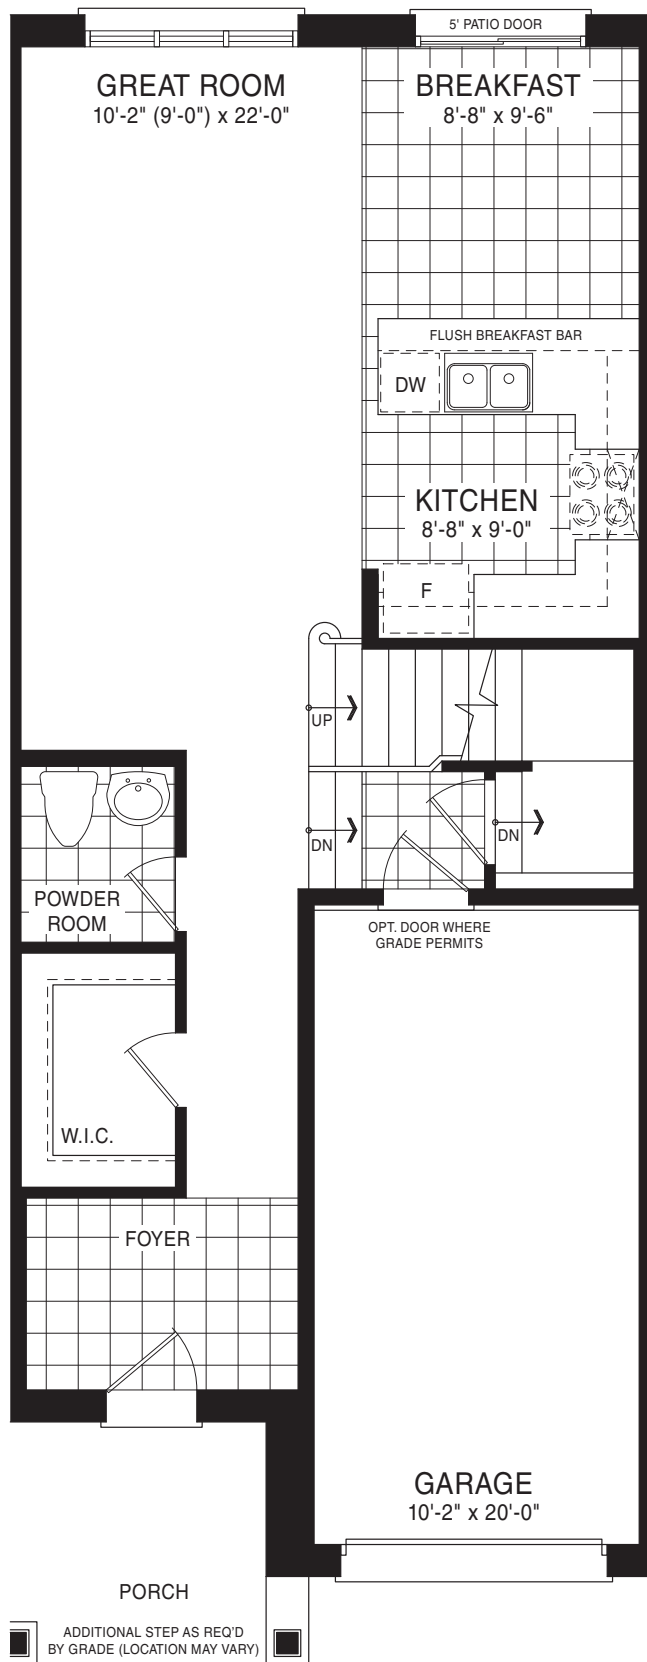 5' PATIO DOOR
GREAT ROOM
10'-2" (9'-0") x 22'-0"
BREAKFAST
8'-8" x 9'-6"
FLUSH BREAKFAST BAR
DW
KITCHEN
8'-8" x 9'-0"
F
UP
DN
DN
POWDER
ROOM
OPT. DOOR WHERE
GRADE PERMITS
W.I.C.
FOYER
GARAGE
10'-2" x 20'-0"
PORCH
ADDITIONAL STEP AS REQ'D
BY GRADE (LOCATION MAY VARY)